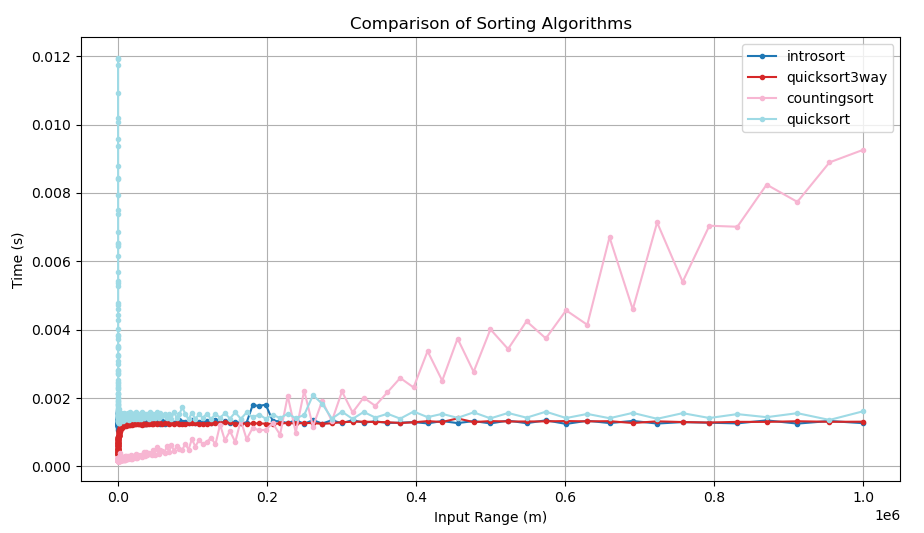 Comparison of Sorting Algorithms
introsort
quicksort3way
countingsort
quicksort
Time (s)
0.012
0.010
0.008
0.006
0.004
0.002
0.000
0.0 0.2 0.4 0.6 0.8 1.0
1e6
Input Range (m)